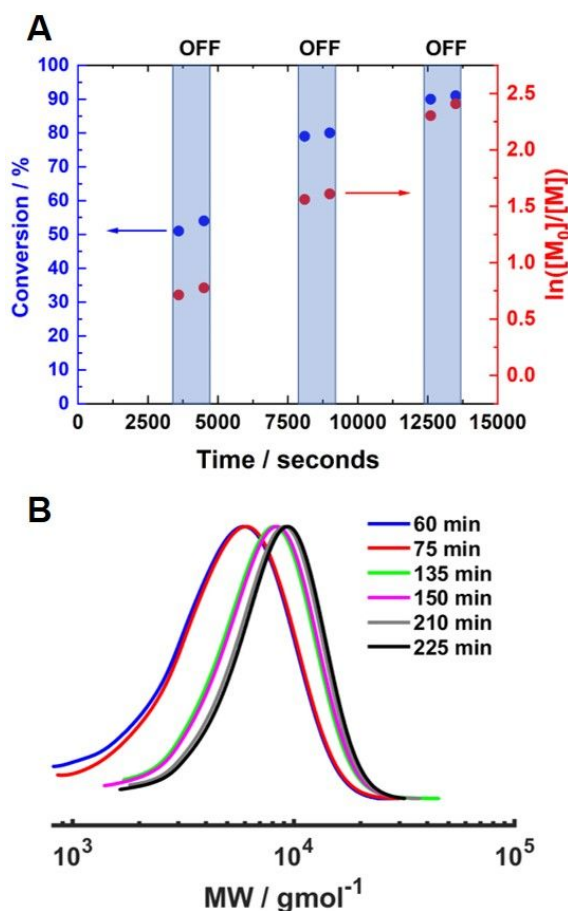 A
OFF OFF OFF
100
90
80
70
60
50
40
30
20
10
0
Conversion / %
2.5
2.0
1.5
1.0
0.5
0.0
ln([M₀]/[M])
0 2500 5000 7500 10000 12500 15000
Time / seconds
B
60 min
75 min
135 min
150 min
210 min
225 min
10³ 10⁴ 10⁵
MW / gmol⁻¹